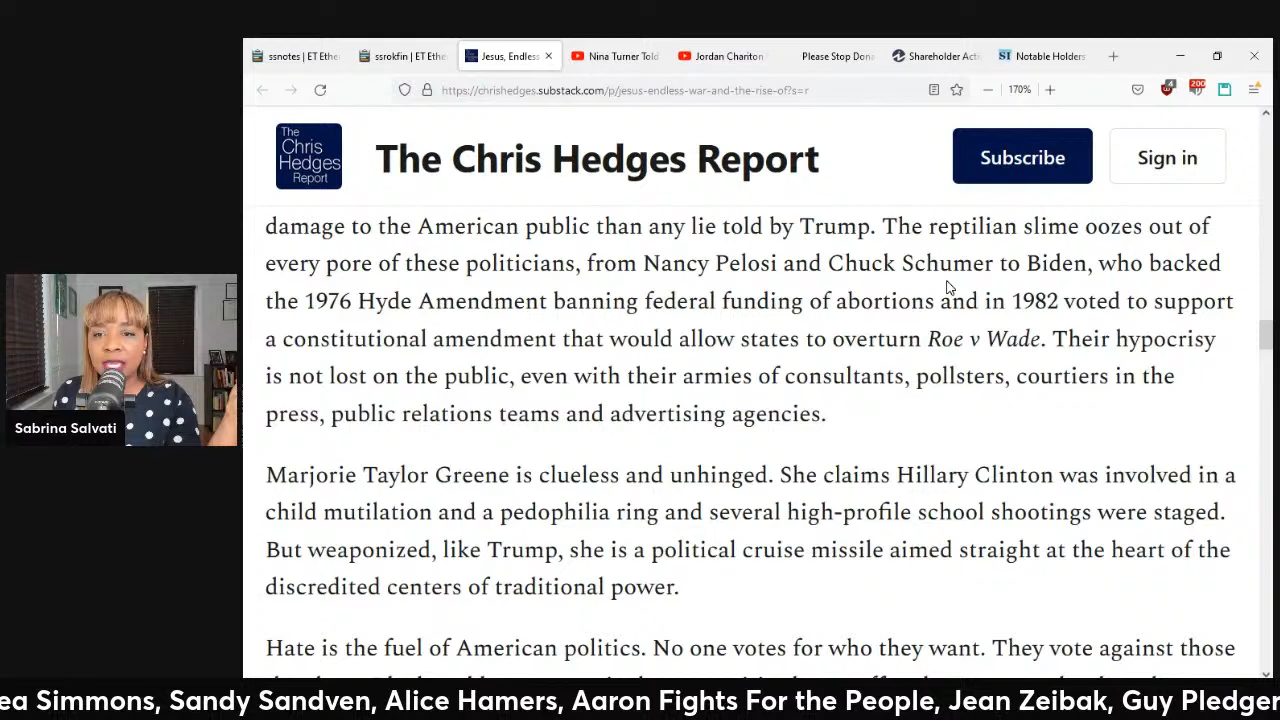 ssnotes | ET Ethe
ssrokfin | ET Ethe
Jesus, Endless
Nina Turner Told
Jordan Chariton
Please Stop Dona
Shareholder Acti
SI Notable Holders
https://chrishedges.substack.com/p/jesus-endless-war-and-the-rise-of?s=r
170%
4
200
The
Chris
Hedges
Report
The Chris Hedges Report
Subscribe
Sign in
damage to the American public than any lie told by Trump. The reptilian slime oozes out of
every pore of these politicians, from Nancy Pelosi and Chuck Schumer to Biden, who backed
the 1976 Hyde Amendment banning federal funding of abortions and in 1982 voted to support
a constitutional amendment that would allow states to overturn Roe v Wade. Their hypocrisy
is not lost on the public, even with their armies of consultants, pollsters, courtiers in the
press, public relations teams and advertising agencies.
Marjorie Taylor Greene is clueless and unhinged. She claims Hillary Clinton was involved in a
child mutilation and a pedophilia ring and several high-profile school shootings were staged.
But weaponized, like Trump, she is a political cruise missile aimed straight at the heart of the
discredited centers of traditional power.
Hate is the fuel of American politics. No one votes for who they want. They vote against those
Sabrina Salvati
ea Simmons, Sandy Sandven, Alice Hamers, Aaron Fights For the People, Jean Zeibak, Guy Pledger